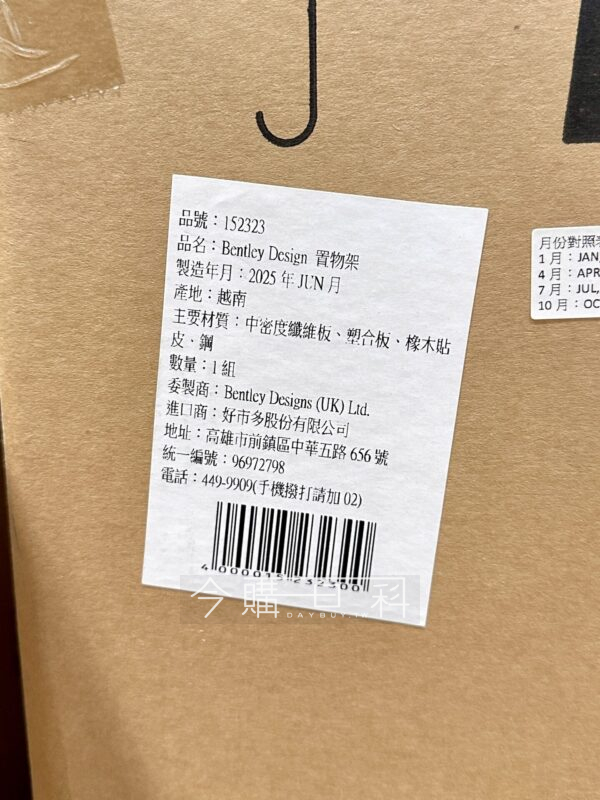 品號：152323
品名：Bentley Design 置物架
製造年月：2025 年 JUN 月
產地：越南
主要材質：中密度纖維板、塑合板、橡木貼
皮、鋼
數量：1 組
委製商：Bentley Designs (UK) Ltd.
進口商：好市多股份有限公司
地址：高雄市前鎮區中華五路 656 號
統一編號：96972798
電話：449-9909(手機撥打請加 02)
4 000015 232300
今購百科
DAYBUY
月份對照
1 月：JAN,
4 月：APR
7 月：JUL,
10 月：OC